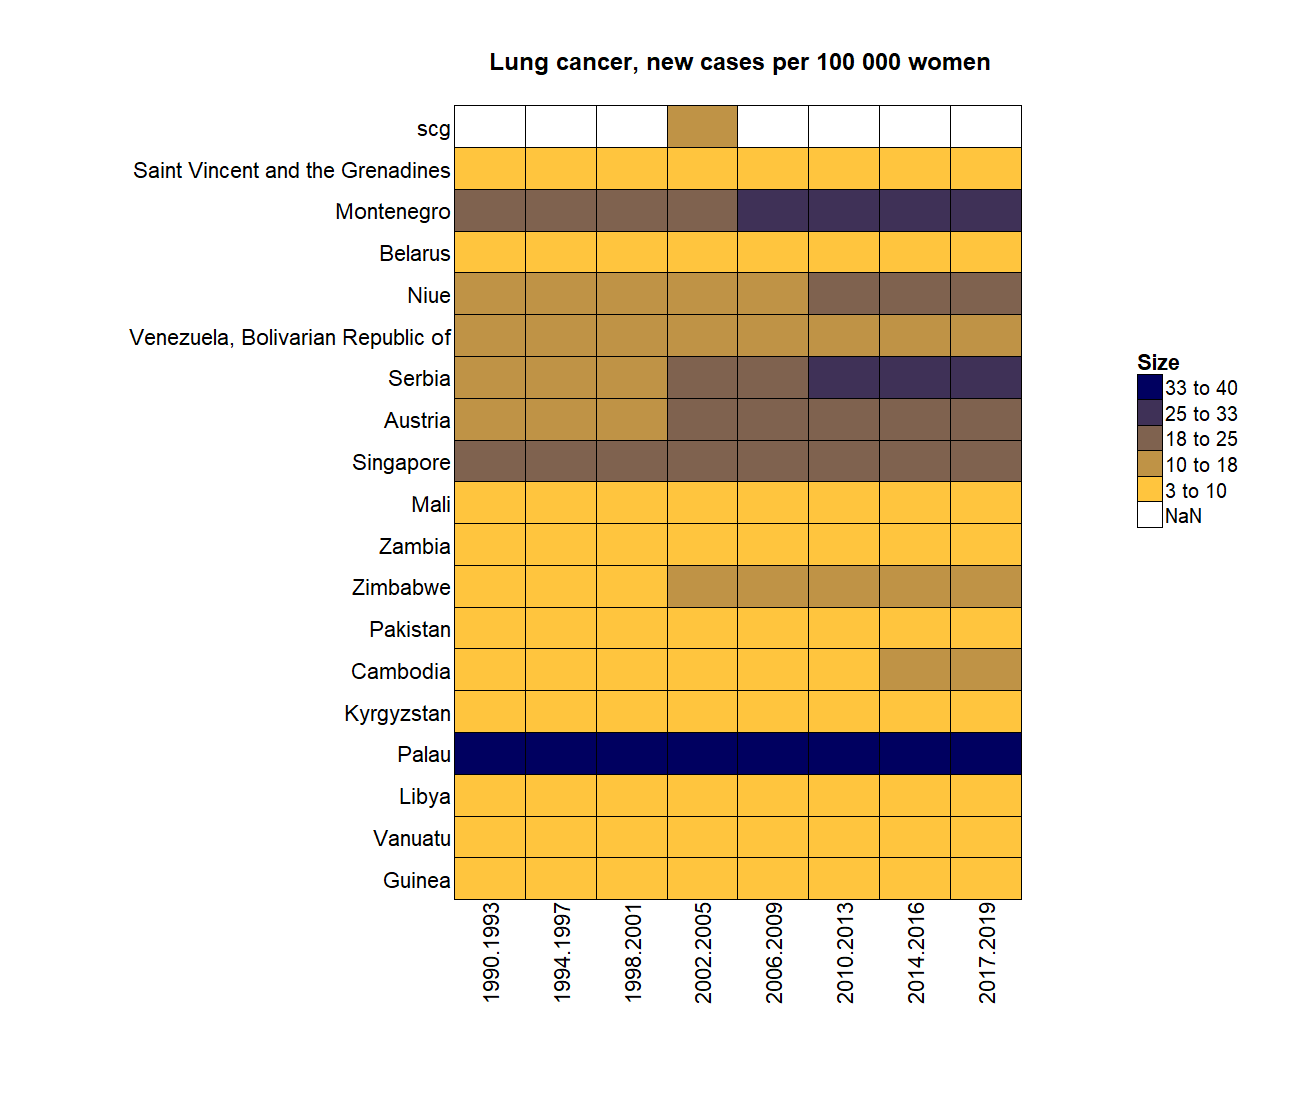 Lung cancer, new cases per 100 000 women
scg
Saint Vincent and the Grenadines
Montenegro
Belarus
Niue
Venezuela, Bolivarian Republic of
Serbia
Austria
Singapore
Mali
Zambia
Zimbabwe
Pakistan
Cambodia
Kyrgyzstan
Palau
Libya
Vanuatu
Guinea
1990.1993
1994.1997
1998.2001
2002.2005
2006.2009
2010.2013
2014.2016
2017.2019
Size
33 to 40
25 to 33
18 to 25
10 to 18
3 to 10
NaN